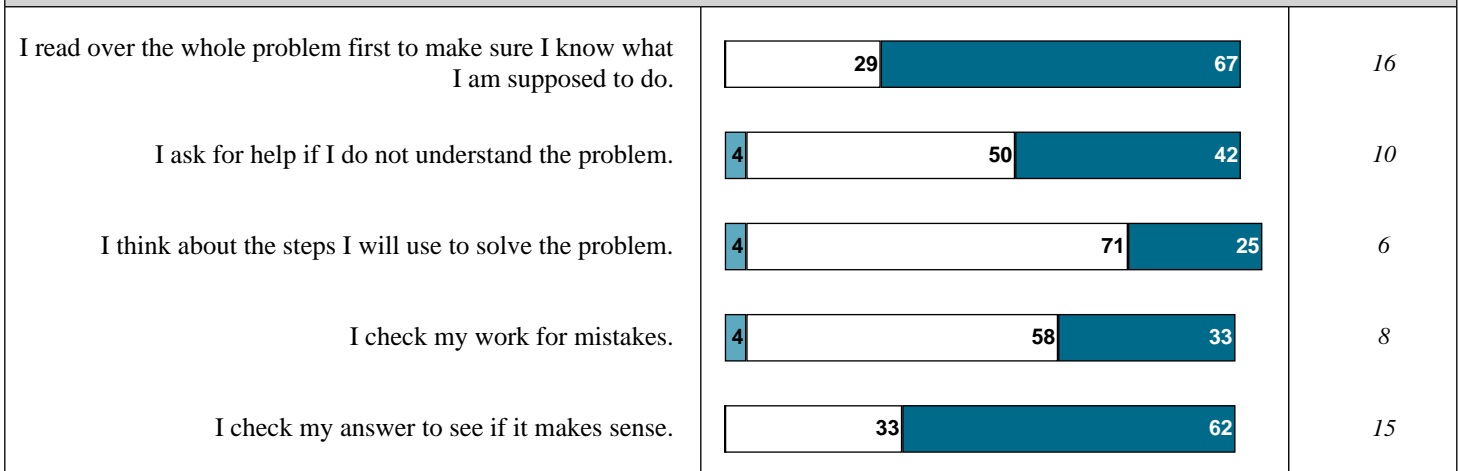 I read over the whole problem first to make sure I know what
I am supposed to do.
29 67 16
I ask for help if I do not understand the problem.
4 50 42 10
I think about the steps I will use to solve the problem.
4 71 25 6
I check my work for mistakes.
4 58 33 8
I check my answer to see if it makes sense.
33 62 15